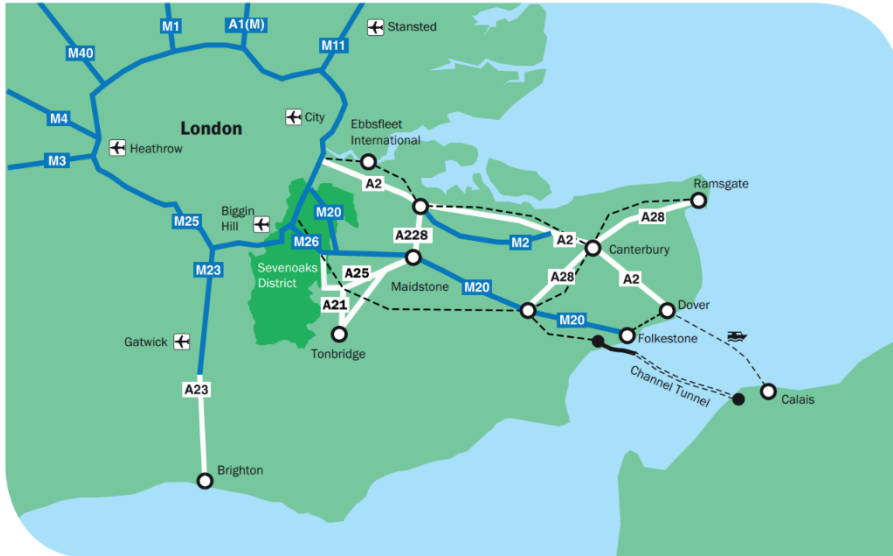 M1
A1(M)
M11
Stansted
M40
M4
London
City
Ebbsfleet
International
Heathrow
M3
A2
Ramsgate
Biggin
Hill
M20
A28
M25
A228
M2
A2
Canterbury
M26
M23
Sevenoaks
District
A25
Maidstone
M20
A28
A2
A21
Dover
M20
Gatwick
Tonbridge
Folkestone
Channel Tunnel
A23
Calais
Brighton